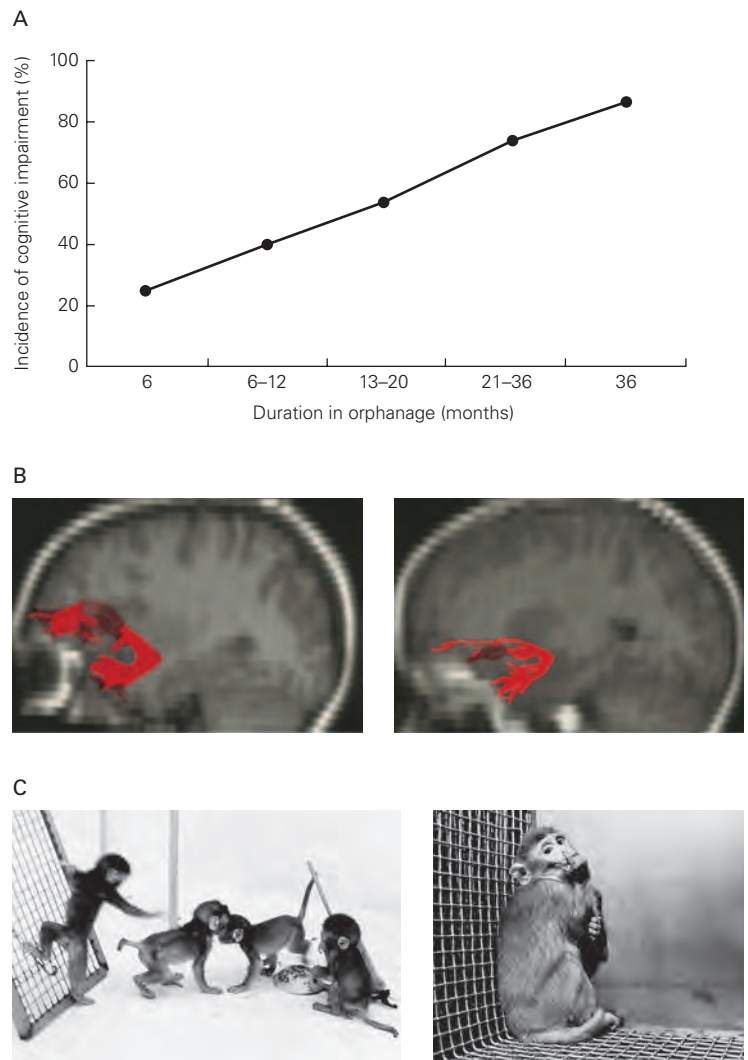 A
Incidence of cognitive impairment (%)
100
80
60
40
20
0
6 6–12 13–20 21–36 36
Duration in orphanage (months)
B
C